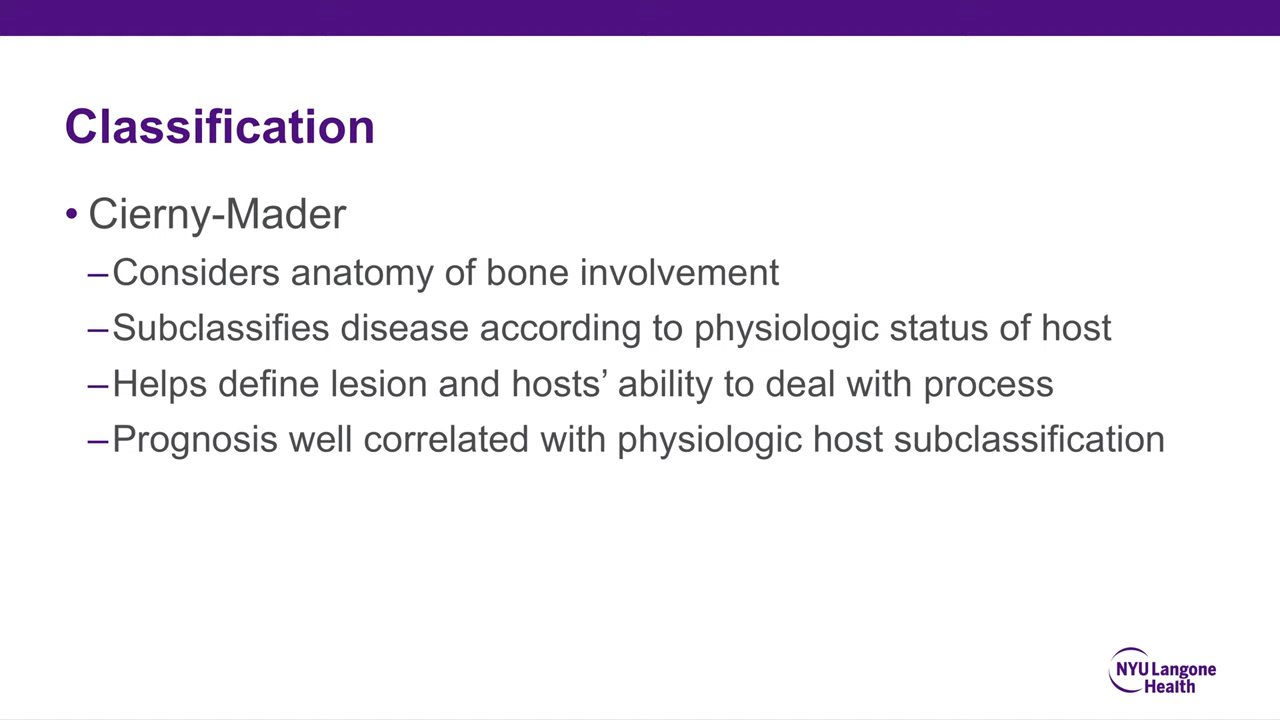 Classification
• Cierny-Mader
–Considers anatomy of bone involvement
–Subclassifies disease according to physiologic status of host
–Helps define lesion and hosts’ ability to deal with process
–Prognosis well correlated with physiologic host subclassification
NYU Langone
Health